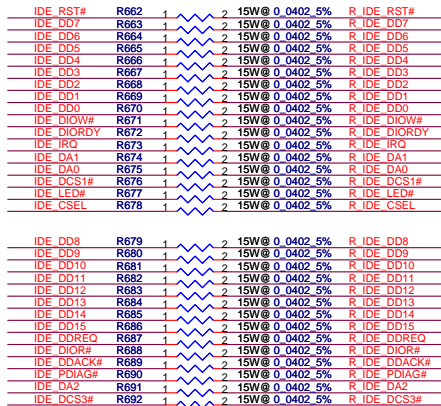 IDE_RST# R662 1 2 15W@ 0_0402_5% R_IDE_RST#
IDE_DD7 R663 1 2 15W@ 0_0402_5% R_IDE_DD7
IDE_DD6 R664 1 2 15W@ 0_0402_5% R_IDE_DD6
IDE_DD5 R665 1 2 15W@ 0_0402_5% R_IDE_DD5
IDE_DD4 R666 1 2 15W@ 0_0402_5% R_IDE_DD4
IDE_DD3 R667 1 2 15W@ 0_0402_5% R_IDE_DD3
IDE_DD2 R668 1 2 15W@ 0_0402_5% R_IDE_DD2
IDE_DD1 R669 1 2 15W@ 0_0402_5% R_IDE_DD1
IDE_DD0 R670 1 2 15W@ 0_0402_5% R_IDE_DD0
IDE_DIOW# R671 1 2 15W@ 0_0402_5% R_IDE_DIOW#
IDE_DIORDY R672 1 2 15W@ 0_0402_5% R_IDE_DIORDY
IDE_IRQ R673 1 2 15W@ 0_0402_5% R_IDE_IRQ
IDE_DA1 R674 1 2 15W@ 0_0402_5% R_IDE_DA1
IDE_DA0 R675 1 2 15W@ 0_0402_5% R_IDE_DA0
IDE_DCS1# R676 1 2 15W@ 0_0402_5% R_IDE_DCS1#
IDE_LED# R677 1 2 15W@ 0_0402_5% R_IDE_LED#
IDE_CSEL R678 1 2 15W@ 0_0402_5% R_IDE_CSEL
IDE_DD8 R679 1 2 15W@ 0_0402_5% R_IDE_DD8
IDE_DD9 R680 1 2 15W@ 0_0402_5% R_IDE_DD9
IDE_DD10 R681 1 2 15W@ 0_0402_5% R_IDE_DD10
IDE_DD11 R682 1 2 15W@ 0_0402_5% R_IDE_DD11
IDE_DD12 R683 1 2 15W@ 0_0402_5% R_IDE_DD12
IDE_DD13 R684 1 2 15W@ 0_0402_5% R_IDE_DD13
IDE_DD14 R685 1 2 15W@ 0_0402_5% R_IDE_DD14
IDE_DD15 R686 1 2 15W@ 0_0402_5% R_IDE_DD15
IDE_DDREQ R687 1 2 15W@ 0_0402_5% R_IDE_DDREQ
IDE_DIOR# R688 1 2 15W@ 0_0402_5% R_IDE_DIOR#
IDE_DDACK# R689 1 2 15W@ 0_0402_5% R_IDE_DDACK#
IDE_PDIAG# R690 1 2 15W@ 0_0402_5% R_IDE_PDIAG#
IDE_DA2 R691 1 2 15W@ 0_0402_5% R_IDE_DA2
IDE_DCS3# R692 1 2 15W@ 0_0402_5% R_IDE_DCS3#